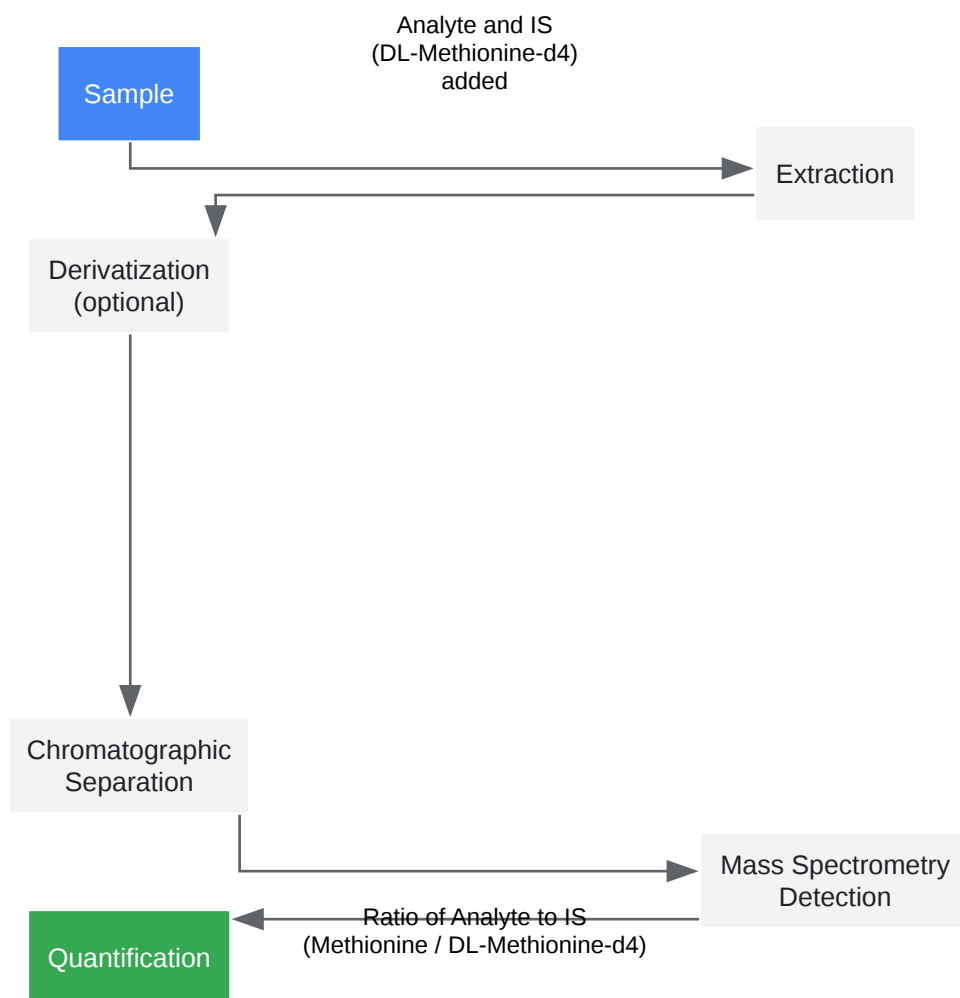 Analyte and IS
(DL-Methionine-d4)
added
Sample
Extraction
Derivatization
(optional)
Chromatographic
Separation
Mass Spectrometry
Detection
Ratio of Analyte to IS
(Methionine / DL-Methionine-d4)
Quantification